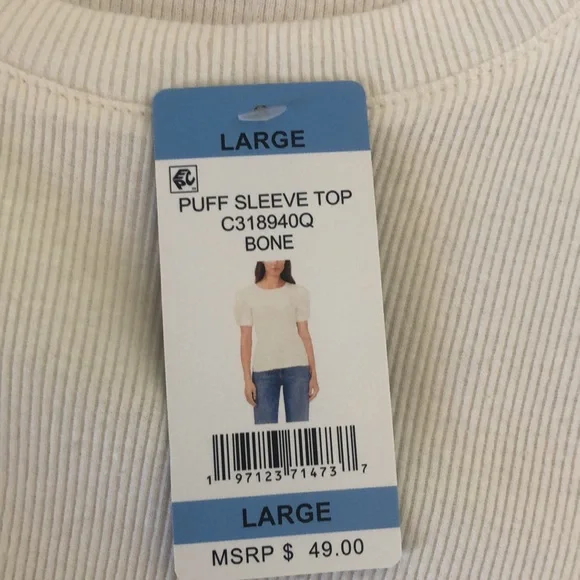 LARGE
PUFF SLEEVE TOP
C318940Q
BONE
1 97123 71473 7
LARGE
MSRP $ 49.00